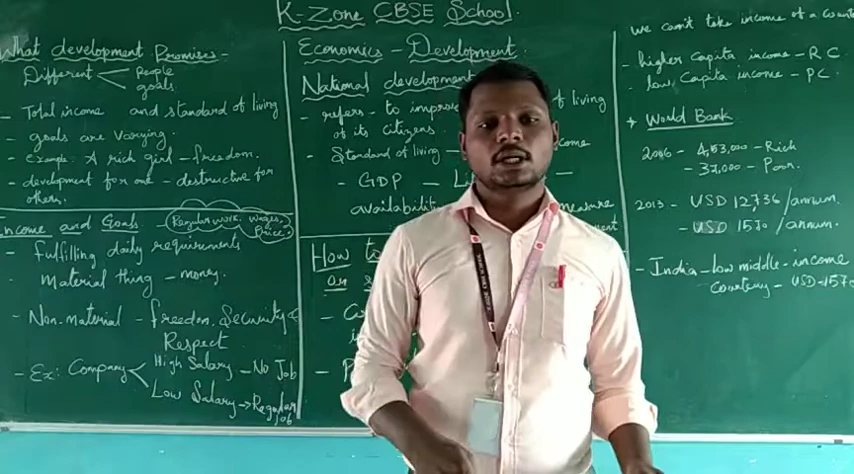 K-Zone CBSE School.
What development Promises -
Different
People
goals.
- Total income and standard of living
- goals are varying.
- example: A rich girl - freedom.
- development for one - destructive for
others.
Income and Goals -
Regular work, wages,
Price.
- fulfilling daily requirements
- Material thing - money.
- Non-material - freedom, Security &
Respect
- Ex: Company
High Salary - No Job
Low Salary → Regular
job
Economics - Development
National development
- refers - to of living
of its citizens.
- Standard of living -
- GDP -
measure
How
on
we can't take income of a
- higher Capita income - R C
- low Capita income - P C.
World Bank
2006 - 4,53,000 - Rich
- 37,000 - Poor.
2013 - USD 12,736 / annum.
- USD 1570 / annum.
- India - low middle-income
Country - USD-1570